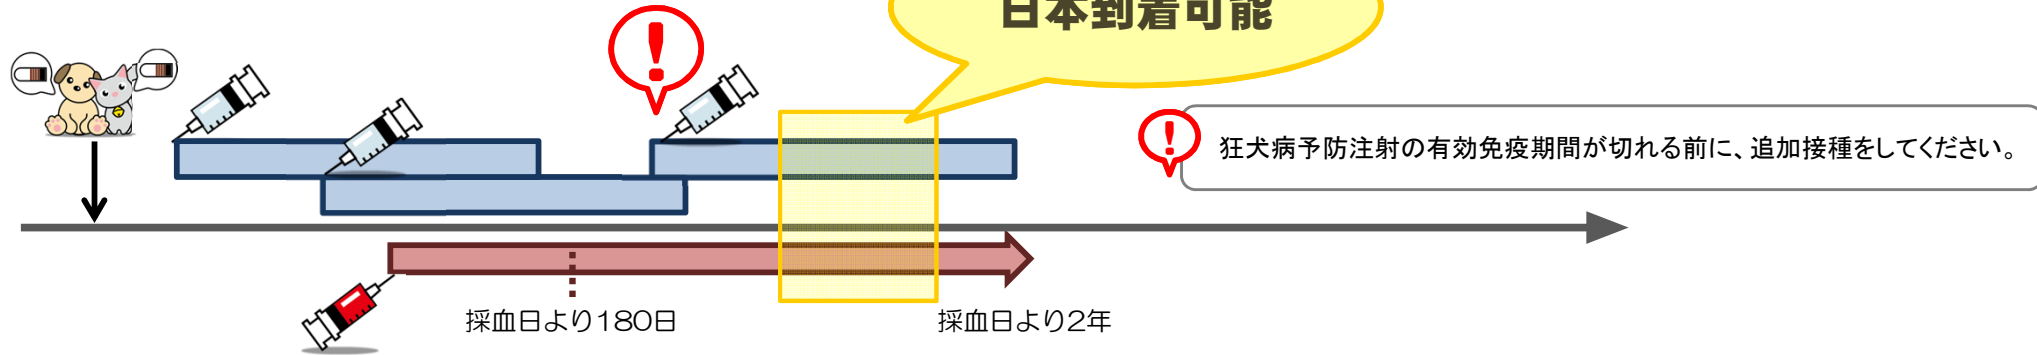 日本到着可能
狂犬病予防注射の有効免疫期間が切れる前に、追加接種をしてください。
採血日より180日
採血日より2年